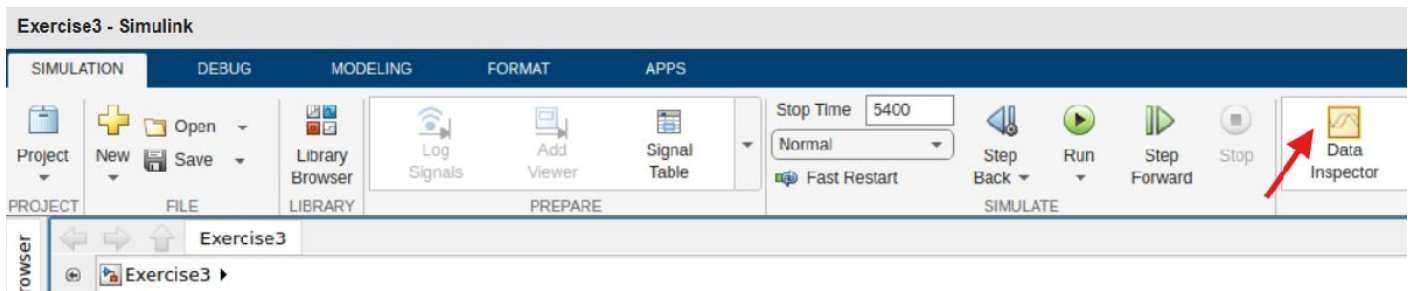 Exercise3 - Simulink
SIMULATION DEBUG MODELING FORMAT APPS
Project
New
Open
Save
Library
Browser
Log
Signals
Add
Viewer
Signal
Table
Stop Time 5400
Normal
Fast Restart
Step
Back
Run
Step
Forward
Stop
Data
Inspector
PROJECT FILE LIBRARY PREPARE SIMULATE
Exercise3
Exercise3